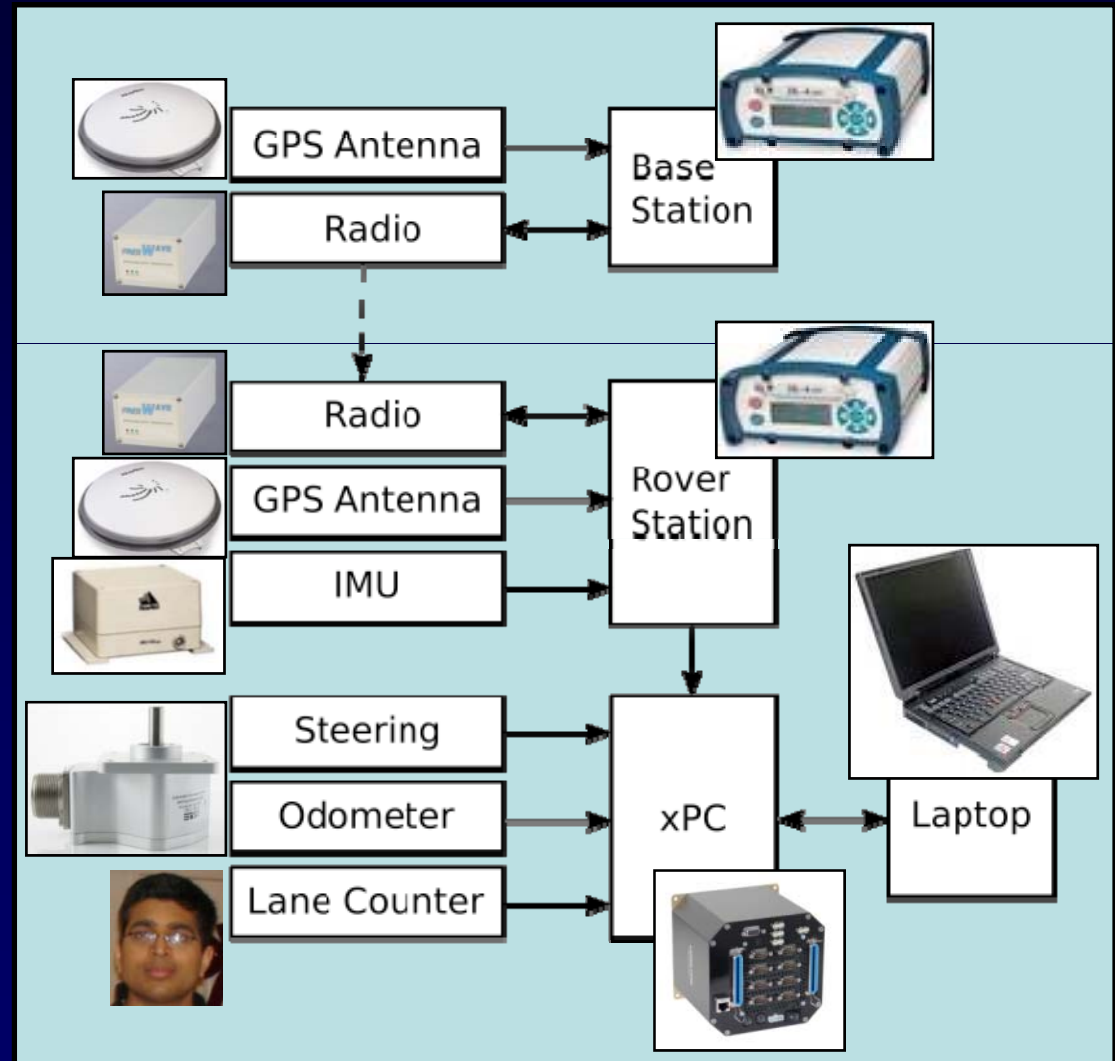 GPS Antenna
Base
Station
Radio
Radio
Rover
Station
GPS Antenna
IMU
Steering
Odometer
xPC
Laptop
Lane Counter